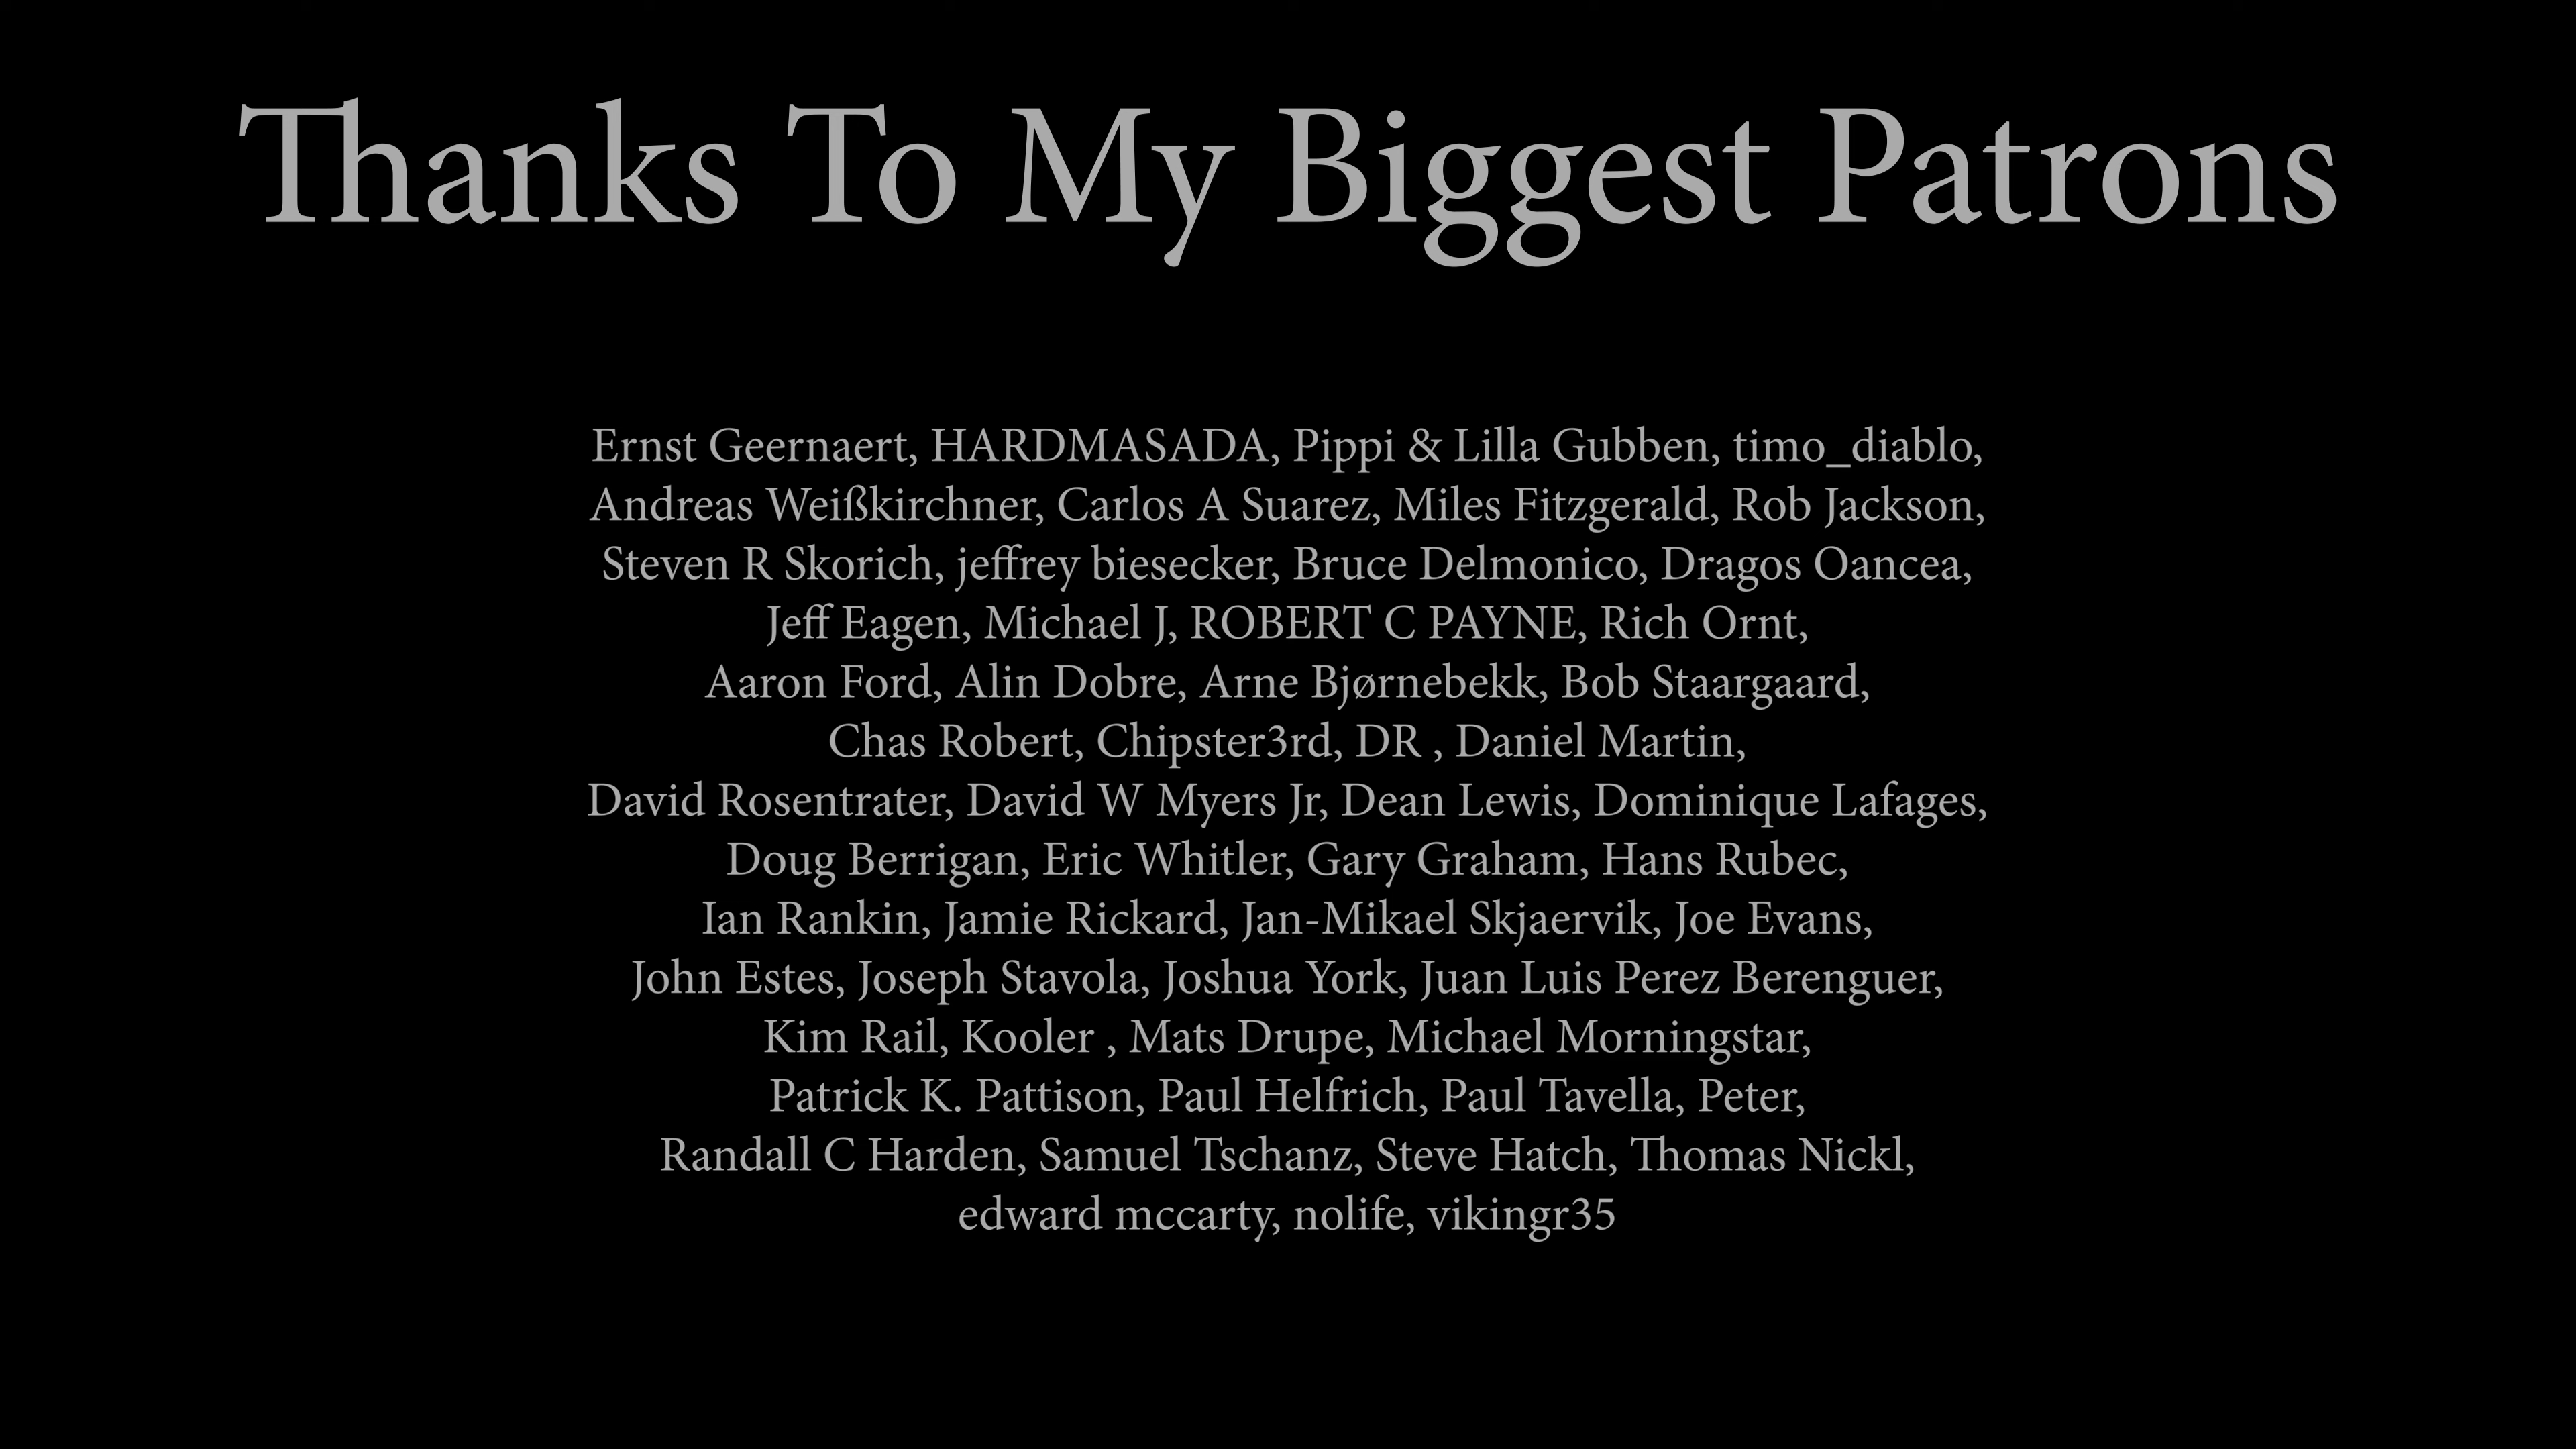 Thanks To My Biggest Patrons
Ernst Geernaert, HARDMASADA, Pippi & Lilla Gubben, timo_diablo,
Andreas Weißkirchner, Carlos A Suarez, Miles Fitzgerald, Rob Jackson,
Steven R Skorich, jeffrey biesecker, Bruce Delmonico, Dragos Oancea,
Jeff Eagen, Michael J, ROBERT C PAYNE, Rich Ornt,
Aaron Ford, Alin Dobre, Arne Bjørnebekk, Bob Staargaard,
Chas Robert, Chipster3rd, DR , Daniel Martin,
David Rosentrater, David W Myers Jr, Dean Lewis, Dominique Lafages,
Doug Berrigan, Eric Whitler, Gary Graham, Hans Rubec,
Ian Rankin, Jamie Rickard, Jan-Mikael Skjaervik, Joe Evans,
John Estes, Joseph Stavola, Joshua York, Juan Luis Perez Berenguer,
Kim Rail, Kooler , Mats Drupe, Michael Morningstar,
Patrick K. Pattison, Paul Helfrich, Paul Tavella, Peter,
Randall C Harden, Samuel Tschanz, Steve Hatch, Thomas Nickl,
edward mccarty, nolife, vikingr35